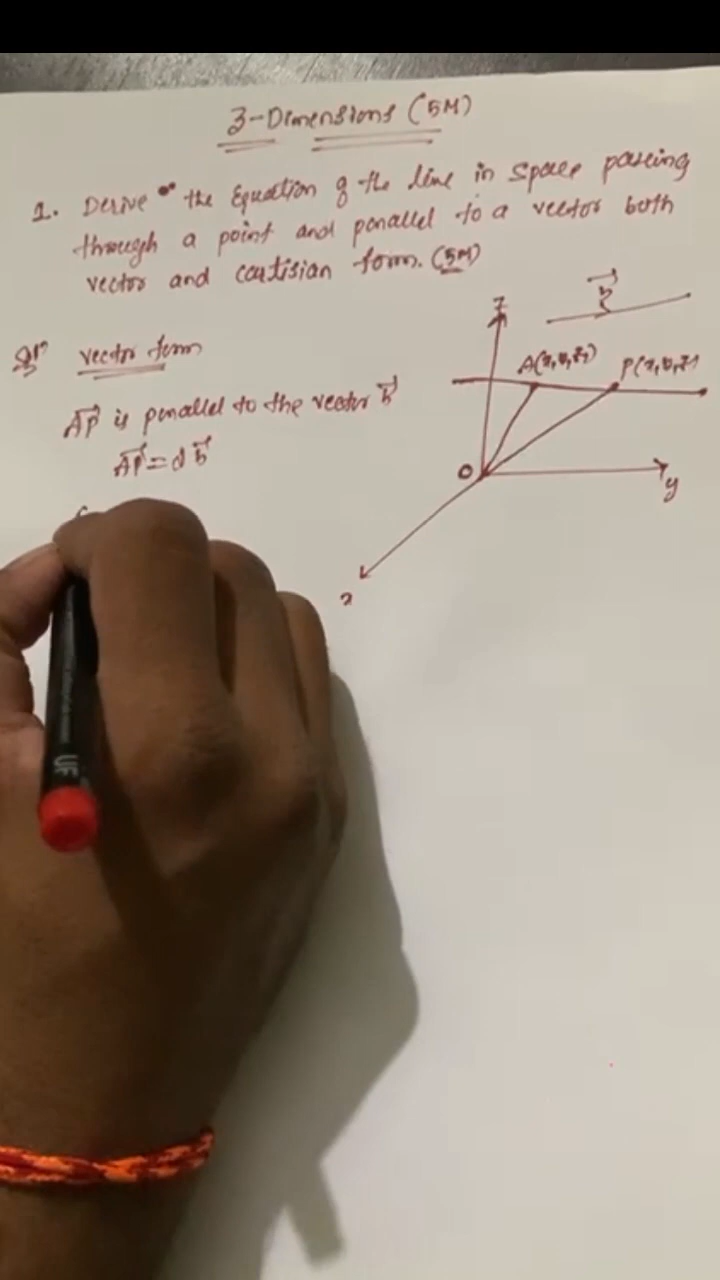 3-Dimensions (5M)
1. Derive the Equation of the line in space passing
through a point and parallel to a vector both
vector and cartisian form. (5M)
Sol
vector form
AP is parallel to the vector b
AP = λ b
z
b
A(x₁,y₁,z₁) P(x,y,z)
O
y
x
UF